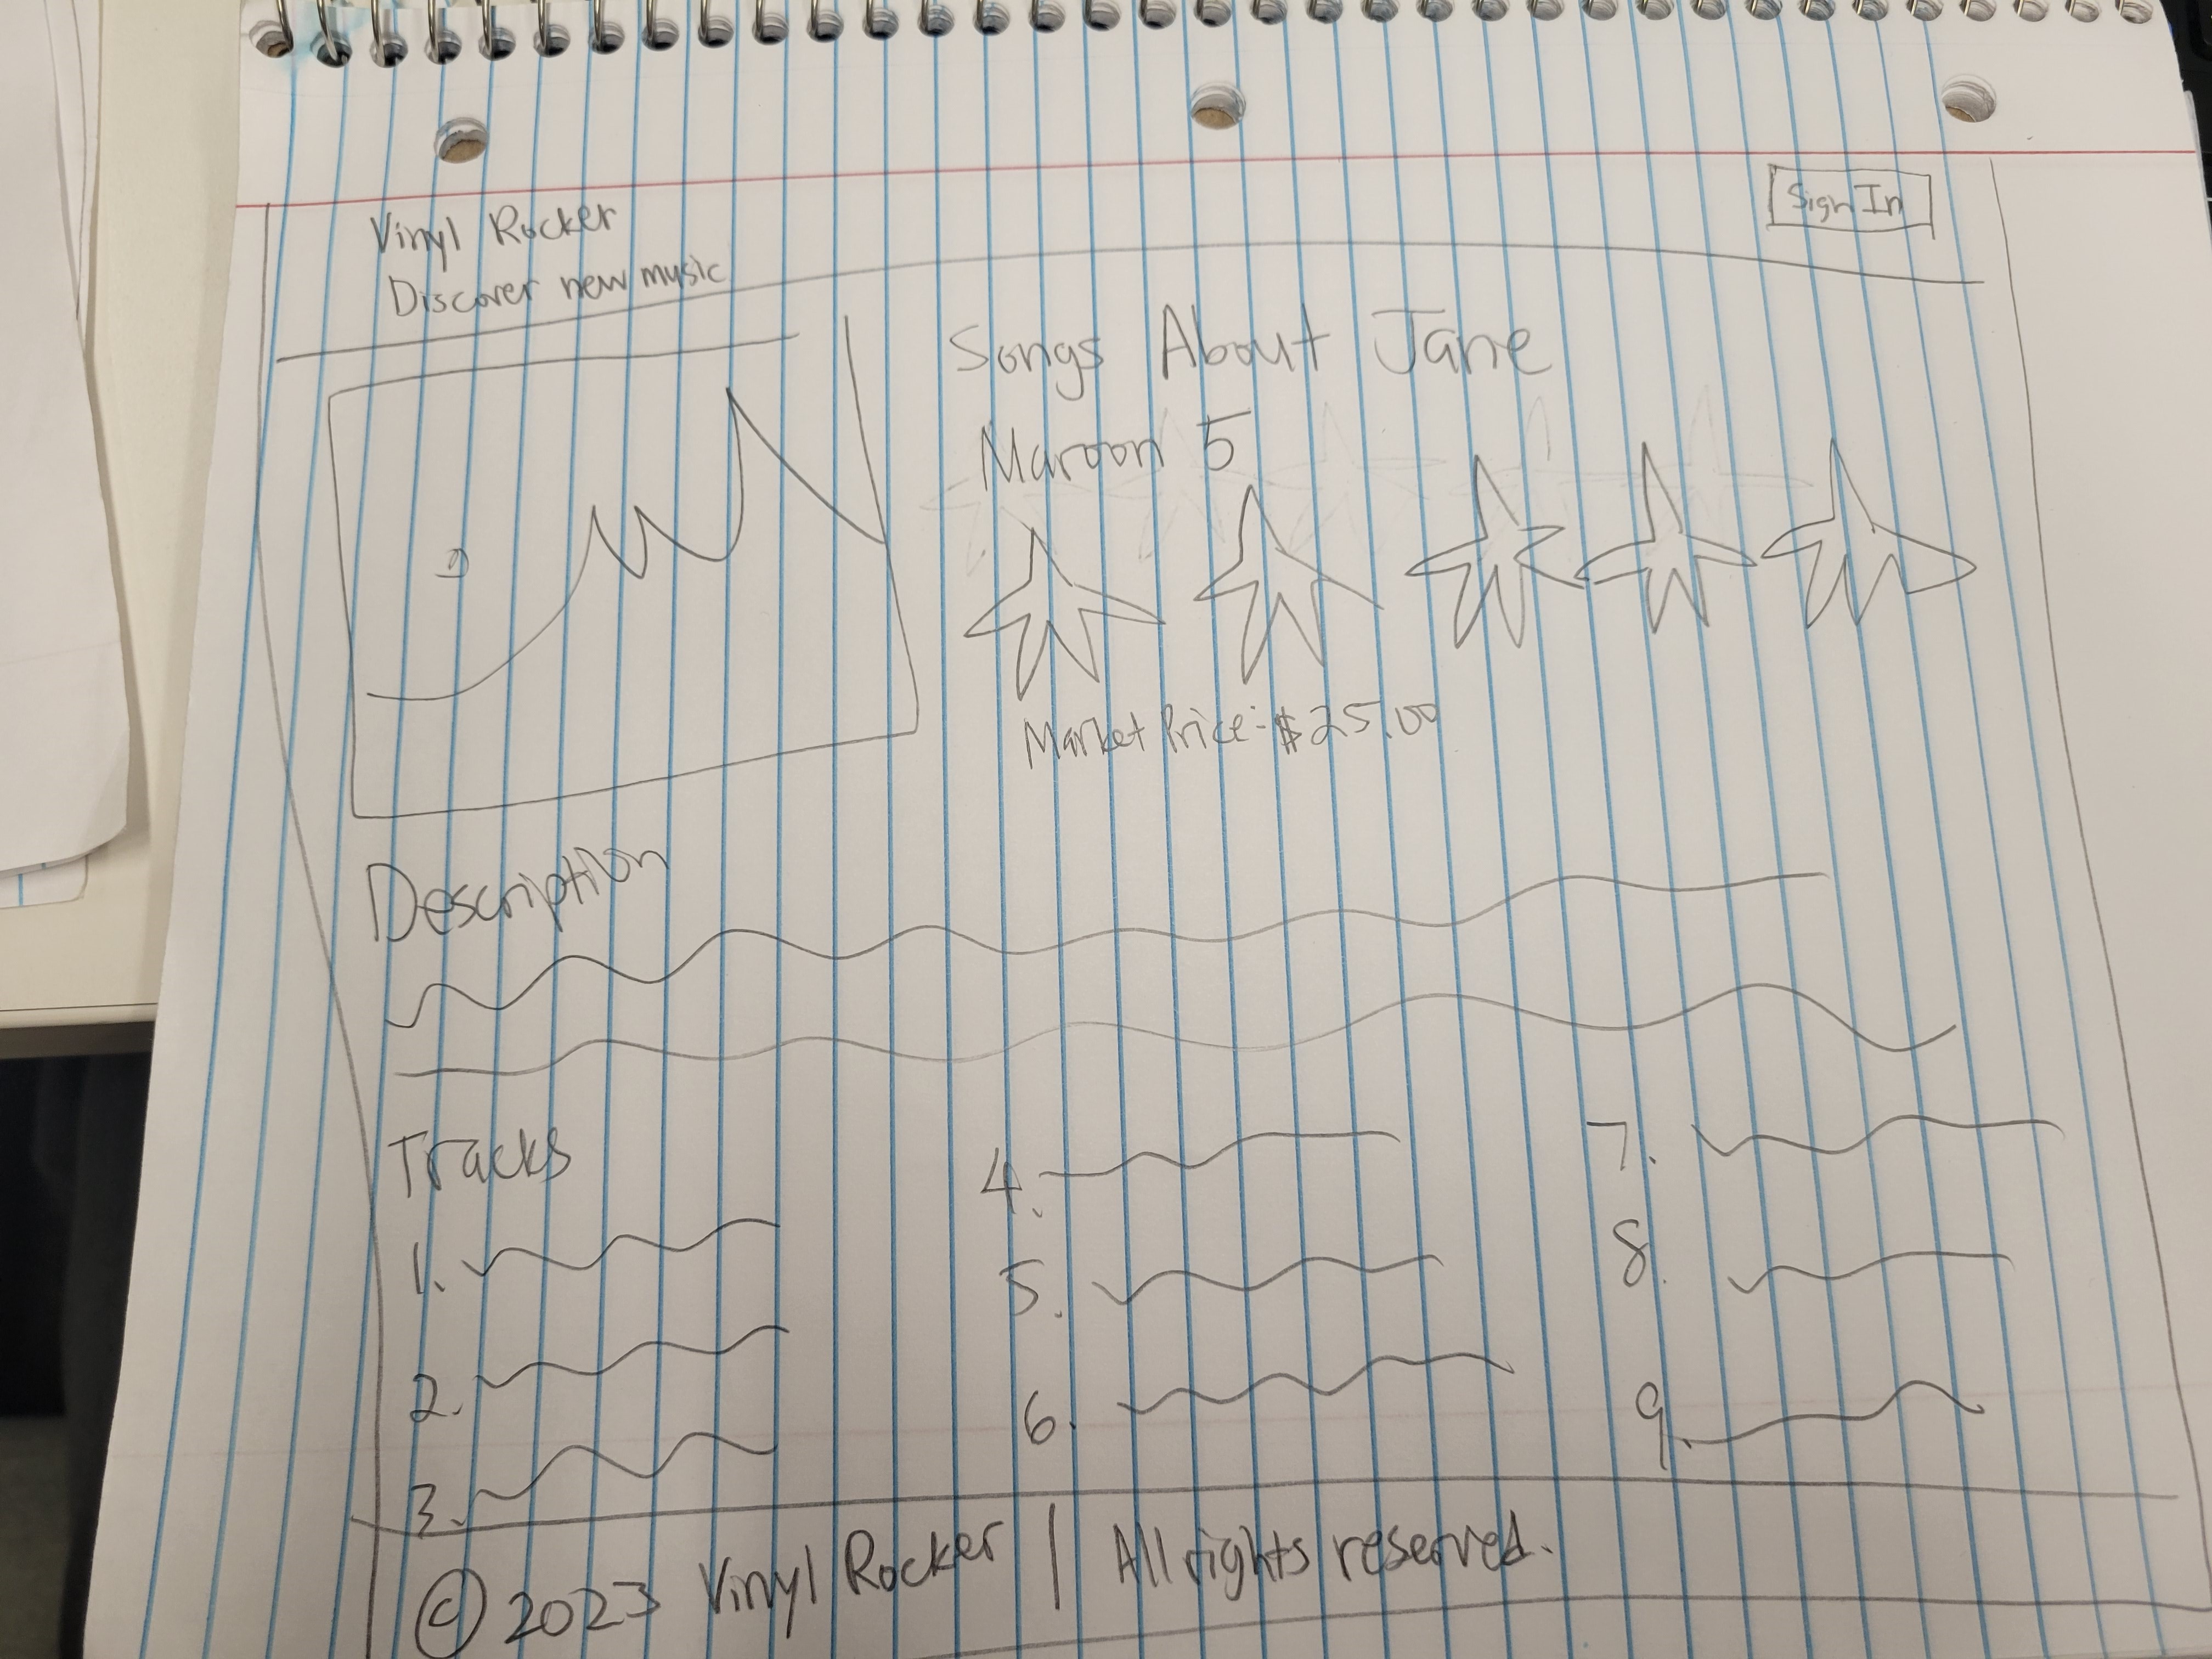 Vinyl Rocker
Discover new music
Sign In
Songs About Jane
Maroon 5
Market Price: $25.00
Description
Tracks
1.
2.
3.
4.
5.
6.
7.
8.
9.
© 2023 Vinyl Rocker | All rights reserved.